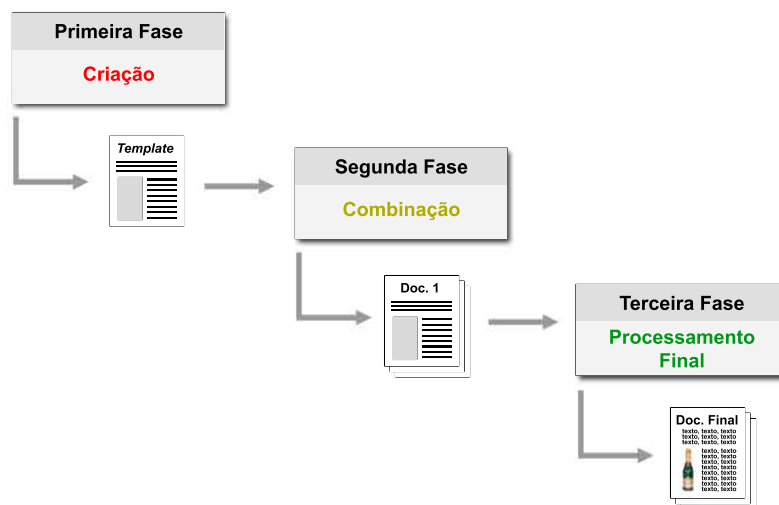 Primeira Fase
Criação
Template
Segunda Fase
Combinação
Doc. 1
Terceira Fase
Processamento
Final
Doc. Final
texto, texto, texto
texto, texto, texto
texto, texto, texto
texto, texto
texto, texto
texto, texto
texto, texto
texto, texto
texto, texto
texto, texto
texto, texto